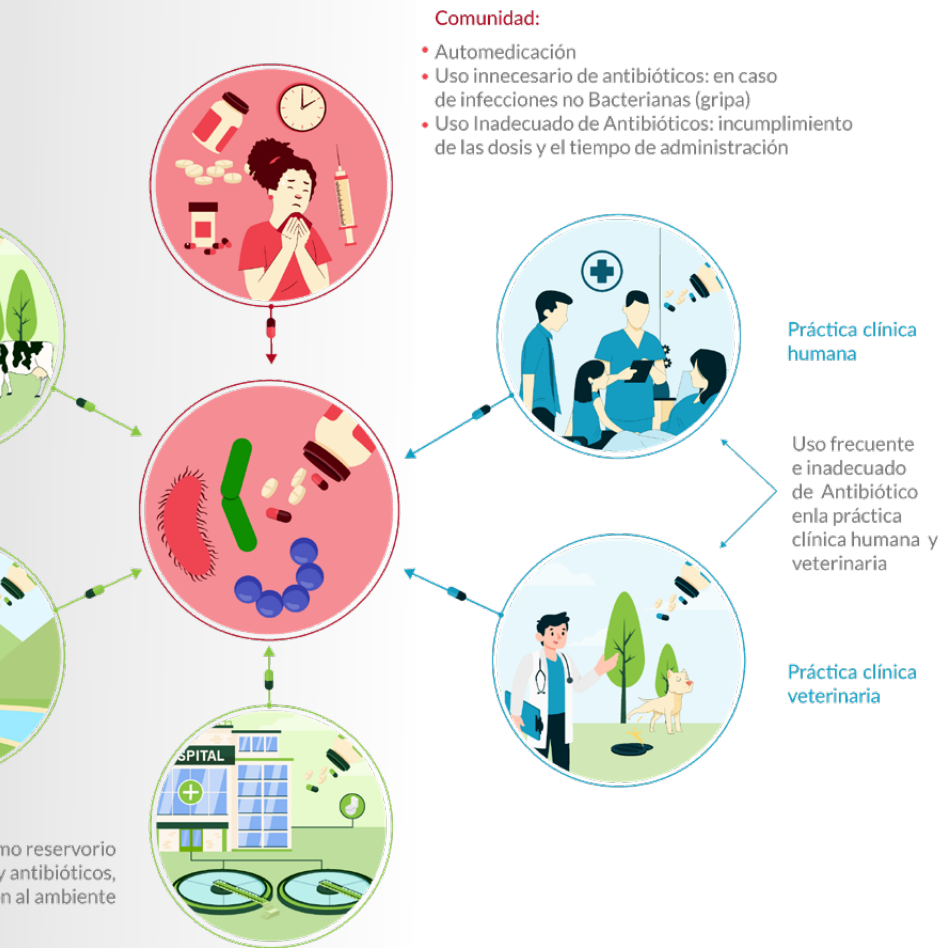 Comunidad:
• Automedicación
• Uso innecesario de antibióticos: en caso
de infecciones no Bacterianas (gripa)
• Uso Inadecuado de Antibióticos: incumplimiento
de las dosis y el tiempo de administración
Práctica clínica
humana
Uso frecuente
e inadecuado
de Antibiótico
enla práctica
clínica humana y
veterinaria
Práctica clínica
veterinaria
SPITAL
mo reservorio
y antibióticos,
n al ambiente